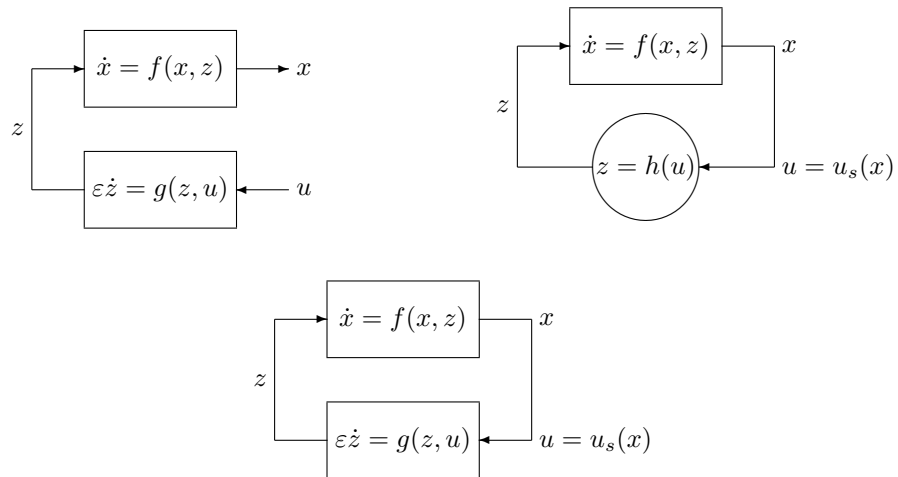 ẋ = f(x, z)
x
z
εż = g(z, u)
u
ẋ = f(x, z)
x
z
z = h(u)
u = u_s(x)
ẋ = f(x, z)
x
z
εż = g(z, u)
u = u_s(x)